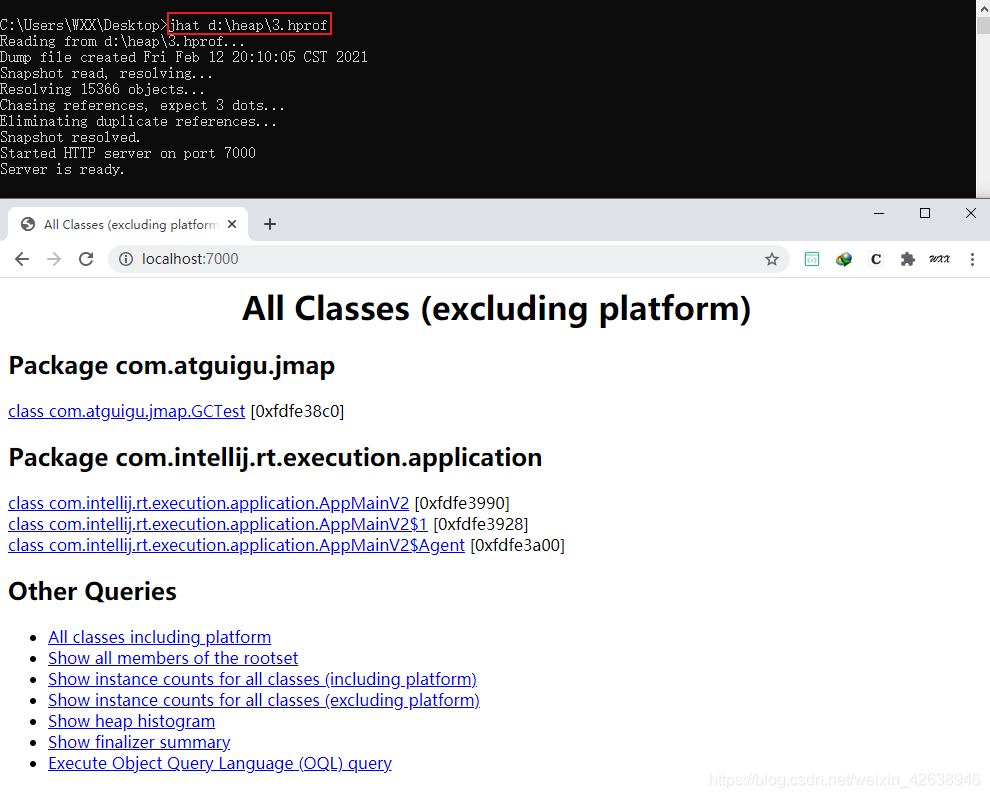 C:\Users\WXX\Desktop>jhat d:\heap\3.hprof
Reading from d:\heap\3.hprof...
Dump file created Fri Feb 12 20:10:05 CST 2021
Snapshot read, resolving...
Resolving 15366 objects...
Chasing references, expect 3 dots...
Eliminating duplicate references...
Snapshot resolved.
Started HTTP server on port 7000
Server is ready.
All Classes (excluding platform
localhost:7000
C
WXX
All Classes (excluding platform)
Package com.atguigu.jmap
class com.atguigu.jmap.GCTest [0xfdfe38c0]
Package com.intellij.rt.execution.application
class com.intellij.rt.execution.application.AppMainV2 [0xfdfe3990]
class com.intellij.rt.execution.application.AppMainV2$1 [0xfdfe3928]
class com.intellij.rt.execution.application.AppMainV2$Agent [0xfdfe3a00]
Other Queries
All classes including platform
Show all members of the rootset
Show instance counts for all classes (including platform)
Show instance counts for all classes (excluding platform)
Show heap histogram
Show finalizer summary
Execute Object Query Language (OQL) query
https://blog.csdn.net/weixin_42638946